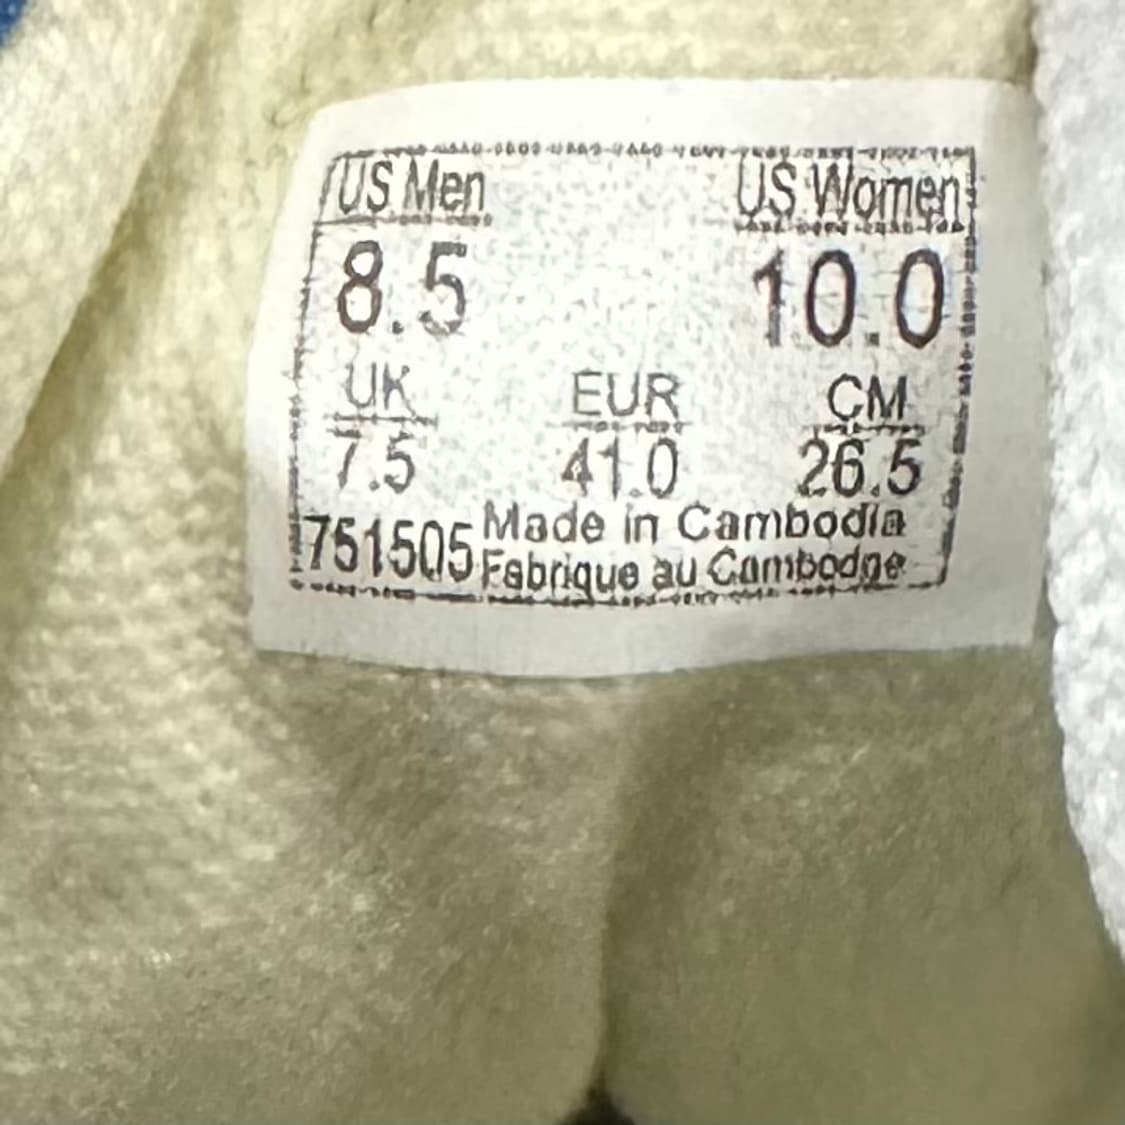 US Men US Women
8.5 10.0
UK EUR CM
7.5 41.0 26.5
751505 Made in Cambodia
Fabrique au Cambodge